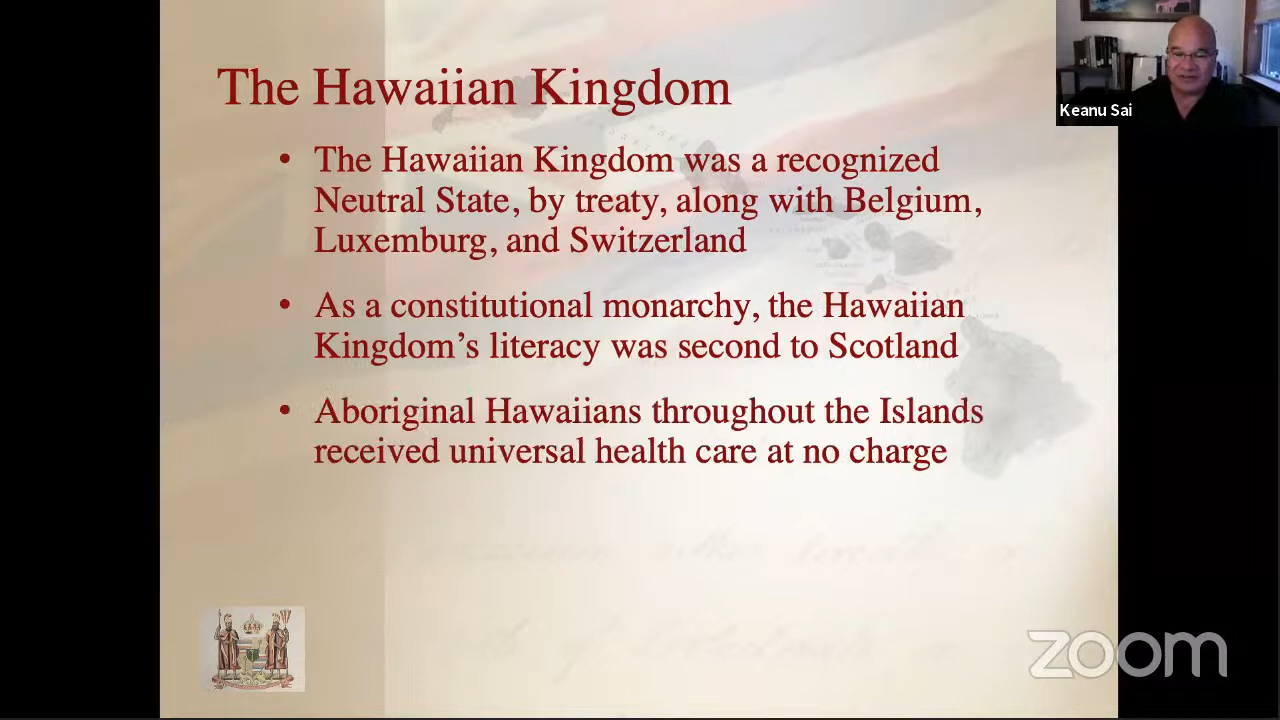 The Hawaiian Kingdom
• The Hawaiian Kingdom was a recognized
Neutral State, by treaty, along with Belgium,
Luxemburg, and Switzerland
• As a constitutional monarchy, the Hawaiian
Kingdom’s literacy was second to Scotland
• Aboriginal Hawaiians throughout the Islands
received universal health care at no charge
Keanu Sai
zoom